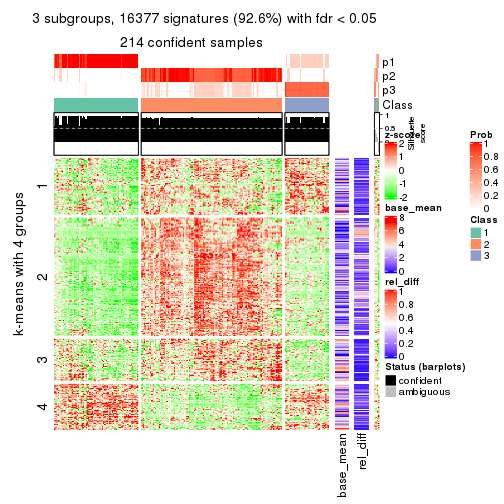 3 subgroups, 16377 signatures (92.6%) with fdr < 0.05
214 confident samples
p1
p2
p3
Class
1
0.5
0
Silhouette
score
k-means with 4 groups
1
2
3
4
base_mean
rel_diff
z-score
2
1
0
-1
-2
base_mean
8
6
4
2
0
rel_diff
1
0.8
0.6
0.4
0.2
0
Status (barplots)
confident
ambiguous
Prob
1
0.8
0.6
0.4
0.2
0
Class
1
2
3